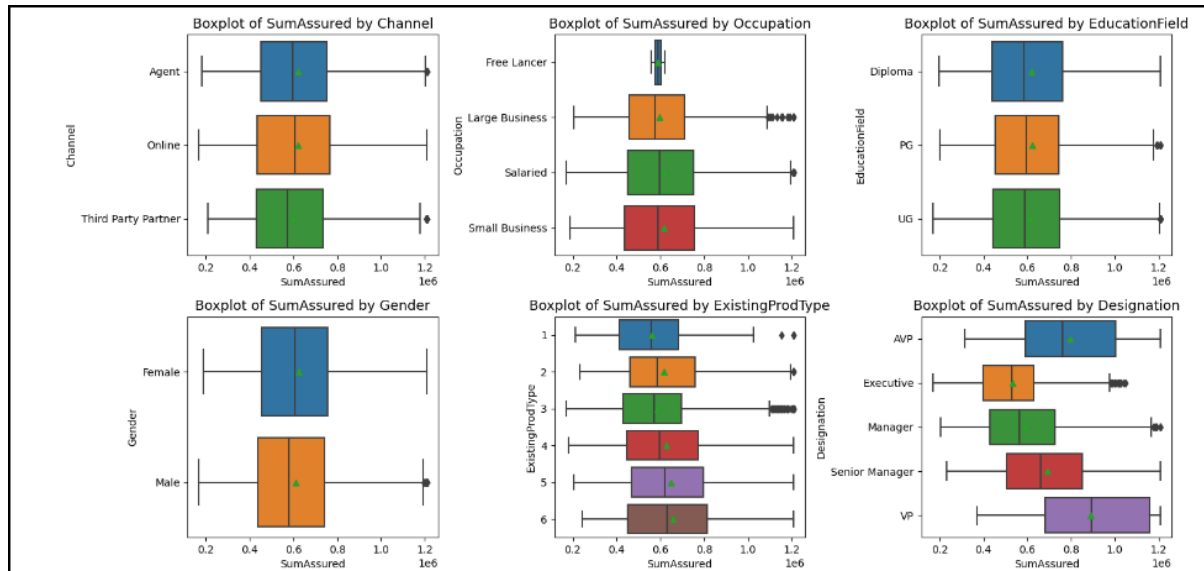 Boxplot of SumAssured by Channel
Channel
Agent
Online
Third Party Partner
0.2 0.4 0.6 0.8 1.0 1.2
1e6
SumAssured
Boxplot of SumAssured by Occupation
Occupation
Free Lancer
Large Business
Salaried
Small Business
0.2 0.4 0.6 0.8 1.0 1.2
1e6
SumAssured
Boxplot of SumAssured by EducationField
EducationField
Diploma
PG
UG
0.2 0.4 0.6 0.8 1.0 1.2
1e6
SumAssured
Boxplot of SumAssured by Gender
Gender
Female
Male
0.2 0.4 0.6 0.8 1.0 1.2
1e6
SumAssured
Boxplot of SumAssured by ExistingProdType
ExistingProdType
1
2
3
4
5
6
0.2 0.4 0.6 0.8 1.0 1.2
1e6
SumAssured
Boxplot of SumAssured by Designation
Designation
AVP
Executive
Manager
Senior Manager
VP
0.2 0.4 0.6 0.8 1.0 1.2
1e6
SumAssured